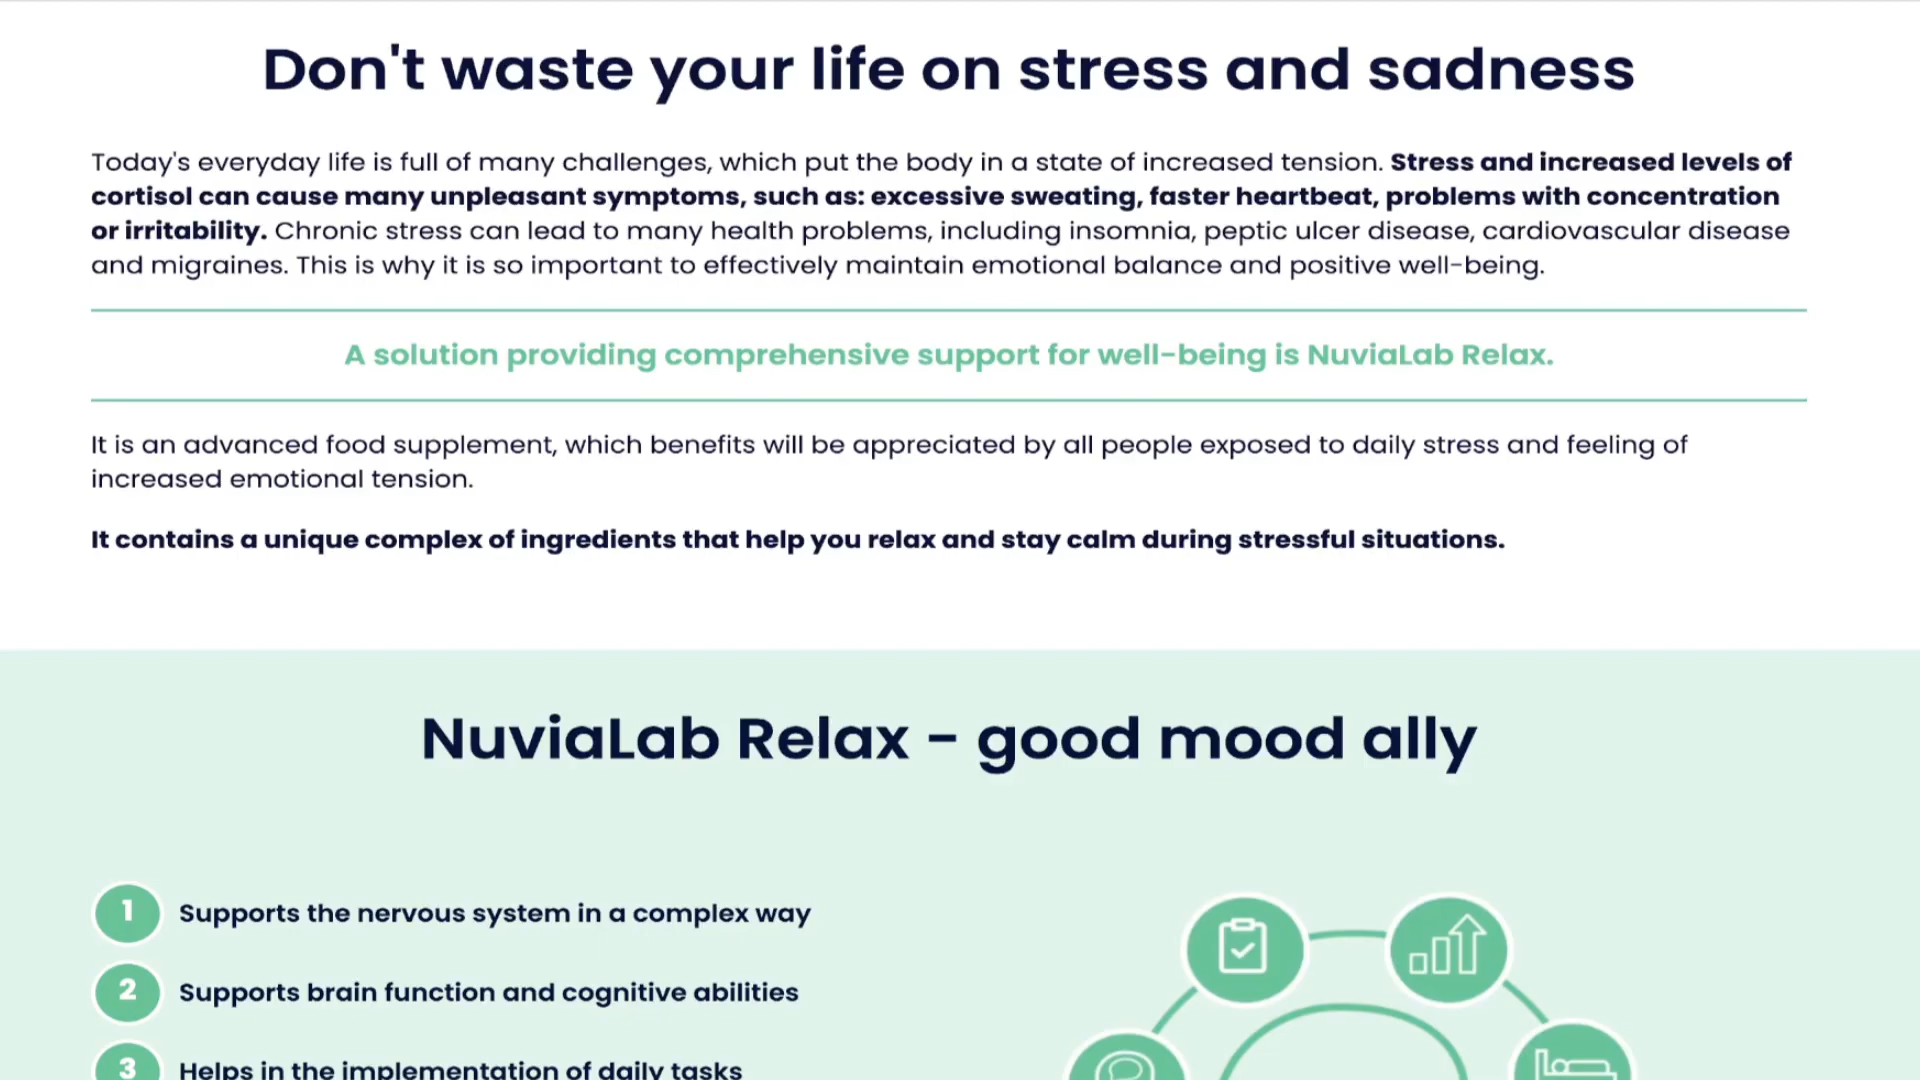 Don't waste your life on stress and sadness
Today's everyday life is full of many challenges, which put the body in a state of increased tension. Stress and increased levels of
cortisol can cause many unpleasant symptoms, such as: excessive sweating, faster heartbeat, problems with concentration
or irritability. Chronic stress can lead to many health problems, including insomnia, peptic ulcer disease, cardiovascular disease
and migraines. This is why it is so important to effectively maintain emotional balance and positive well-being.
A solution providing comprehensive support for well-being is NuviaLab Relax.
It is an advanced food supplement, which benefits will be appreciated by all people exposed to daily stress and feeling of
increased emotional tension.
It contains a unique complex of ingredients that help you relax and stay calm during stressful situations.
NuviaLab Relax - good mood ally
1 Supports the nervous system in a complex way
2 Supports brain function and cognitive abilities
3 Helps in the implementation of daily tasks